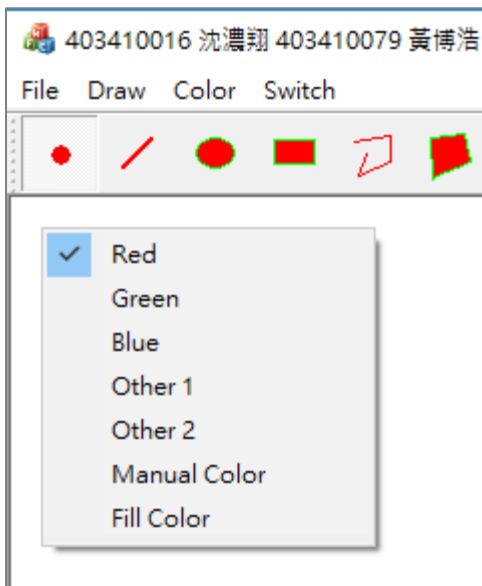 403410016 沈濃翔 403410079 黃博浩
File Draw Color Switch
Red
Green
Blue
Other 1
Other 2
Manual Color
Fill Color